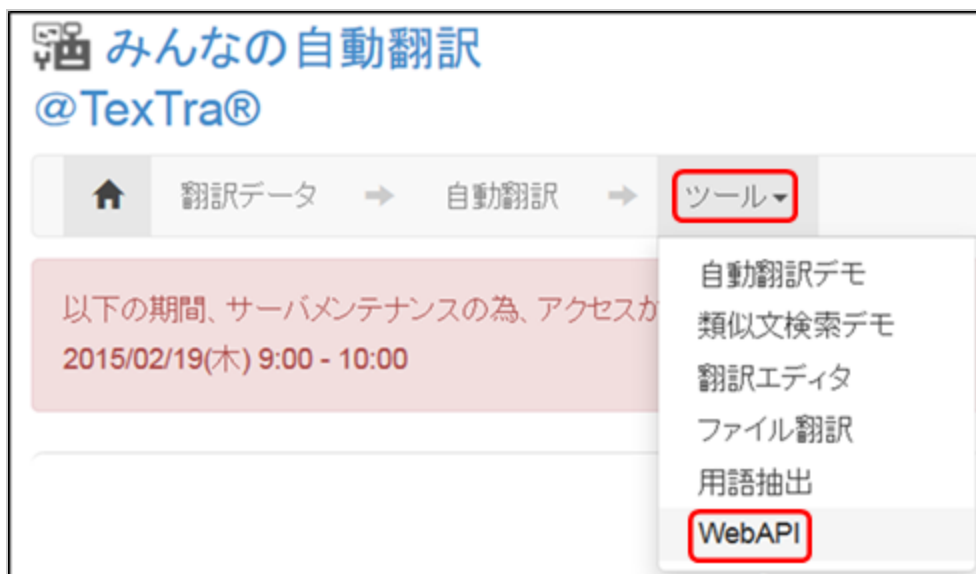 みんなの自動翻訳
@TexTra®
翻訳データ ➡ 自動翻訳 ➡ ツール▾
以下の期間、サーバメンテナンスの為、アクセスが
2015/02/19(木) 9:00 - 10:00
自動翻訳デモ
類似文検索デモ
翻訳エディタ
ファイル翻訳
用語抽出
WebAPI